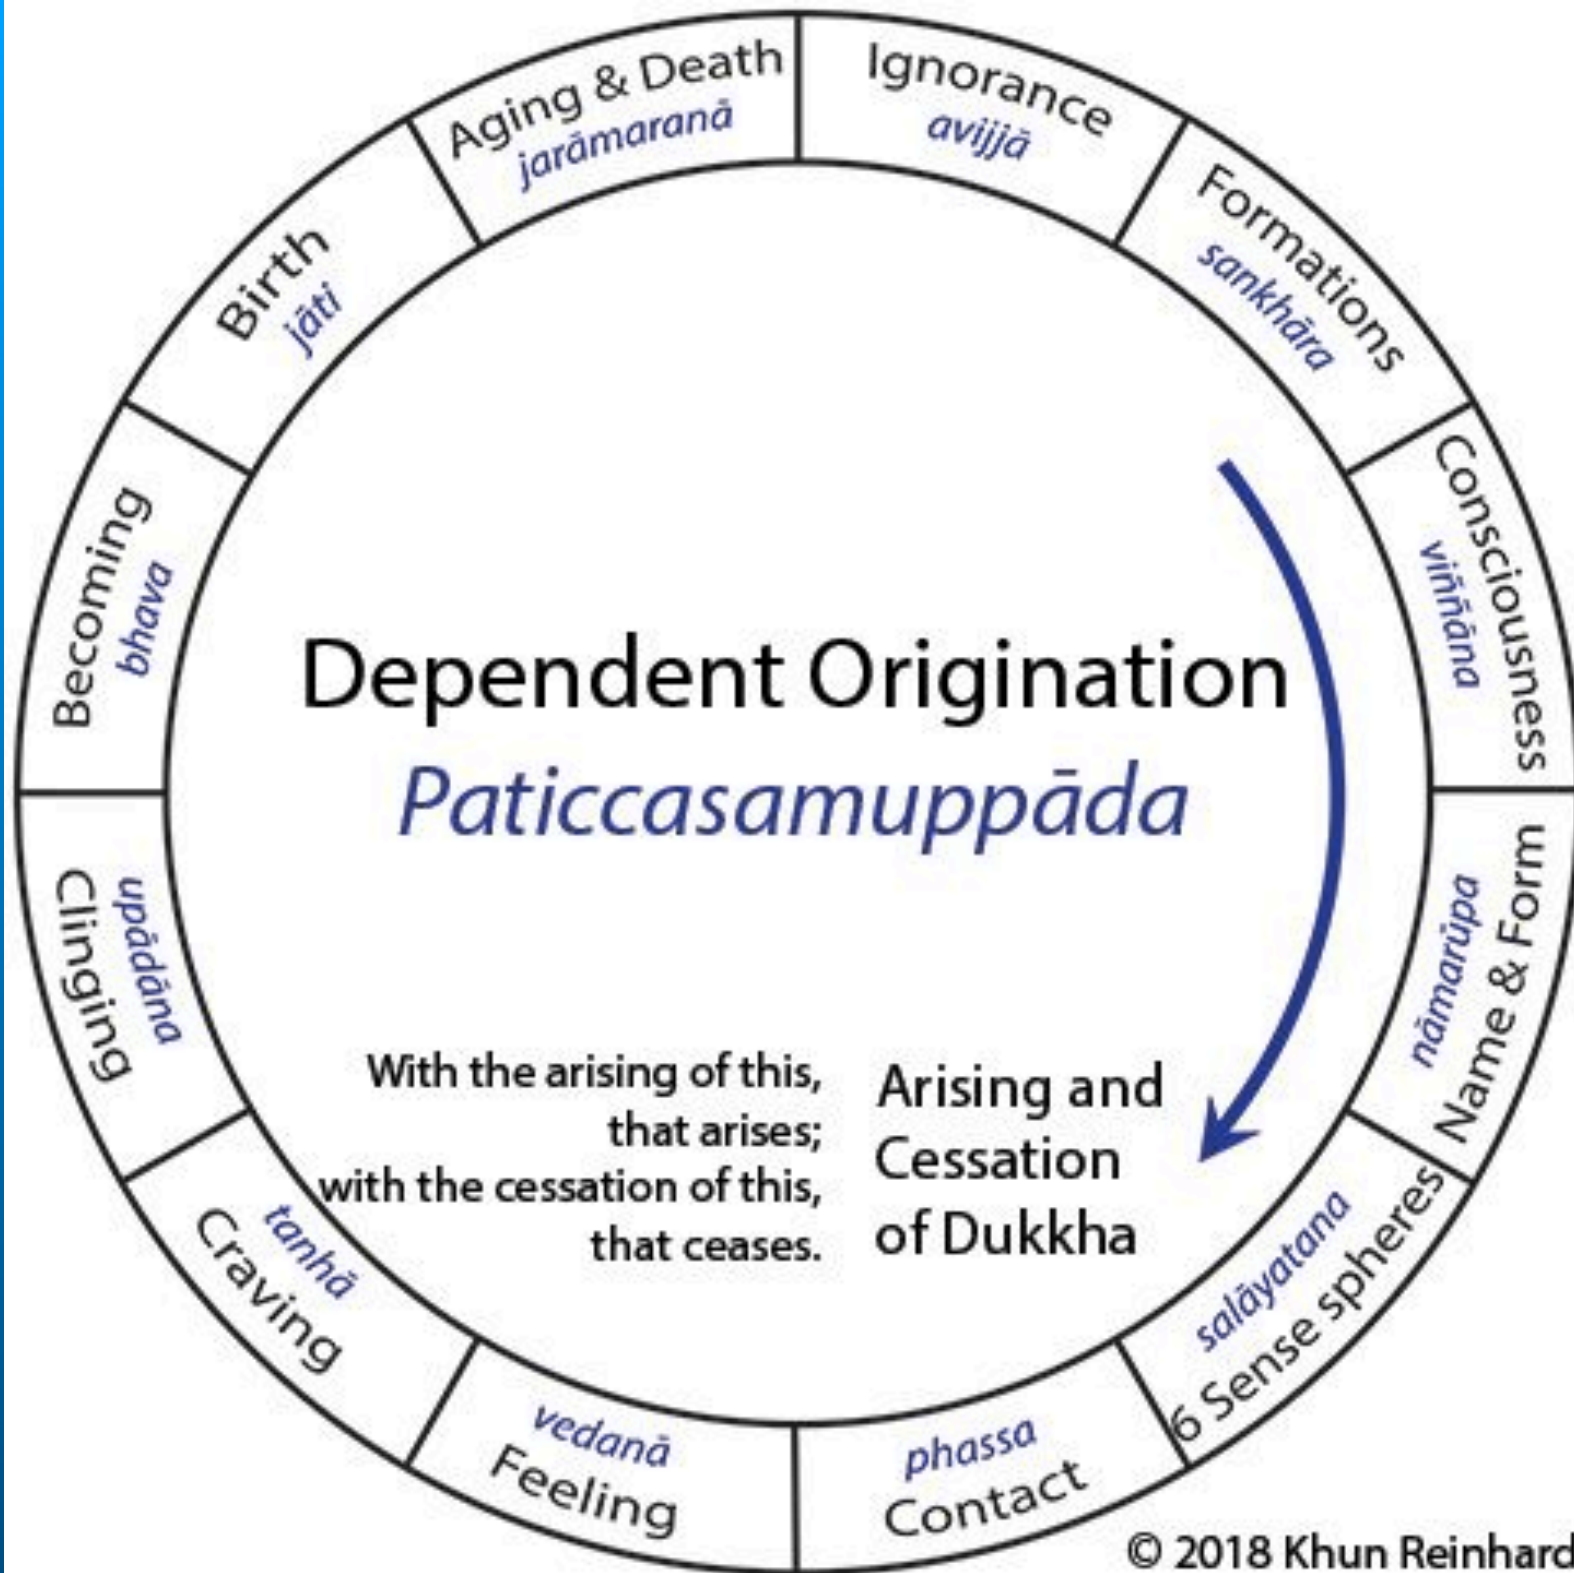 Ignorance
avijjā
Formations
sankhāra
Consciousness
viññāna
Name & Form
nāmarūpa
6 Sense spheres
salāyatana
Contact
phassa
Feeling
vedanā
Craving
tanhā
Clinging
upādāna
Becoming
bhava
Birth
jāti
Aging & Death
jarāmaranā
Dependent Origination
Paticcasamuppāda
With the arising of this,
that arises;
with the cessation of this,
that ceases.
Arising and
Cessation
of Dukkha
© 2018 Khun Reinhard